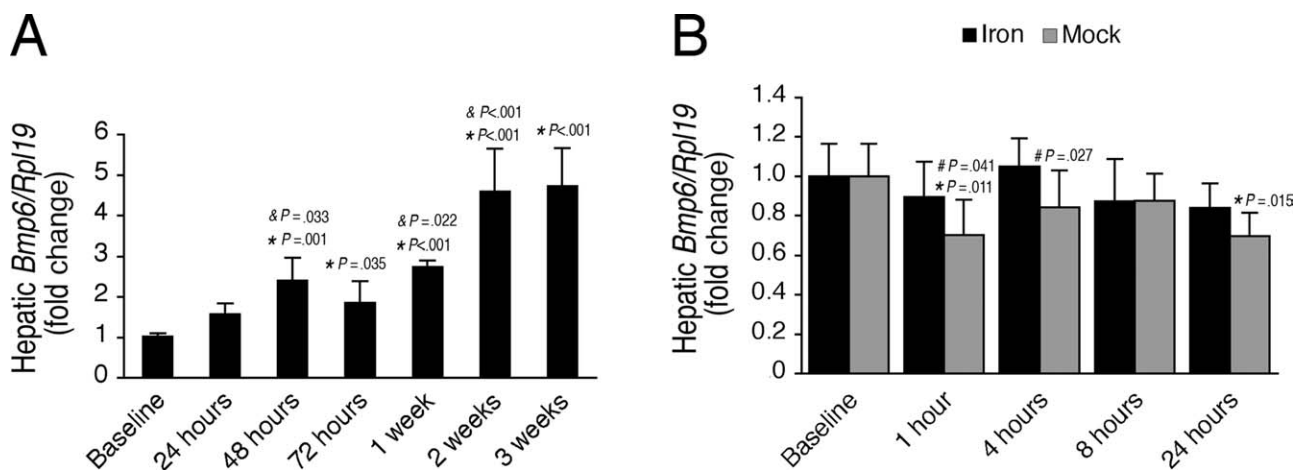 A
Hepatic Bmp6/Rpl19
(fold change)
6
5
4
3
2
1
0
& P=.033
* P=.001
* P=.035
& P=.022
* P<.001
& P<.001
* P<.001
* P<.001
Baseline
24 hours
48 hours
72 hours
1 week
2 weeks
3 weeks
B
Iron
Mock
Hepatic Bmp6/Rpl19
(fold change)
1.4
1.2
1.0
0.8
0.6
0.4
0.2
0
# P=.041
* P=.011
# P=.027
* P=.015
Baseline
1 hour
4 hours
8 hours
24 hours